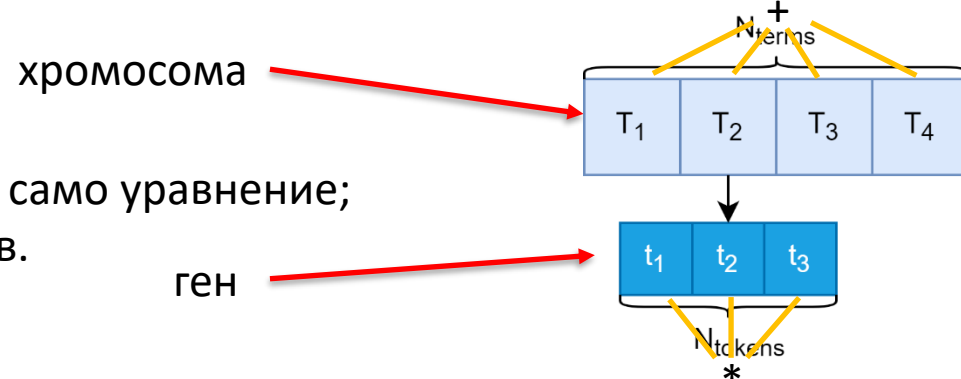 +
N_terms
хромосома
T₁ T₂ T₃ T₄
само уравнение;
в.
t₁ t₂ t₃
ген
N_tokens
*